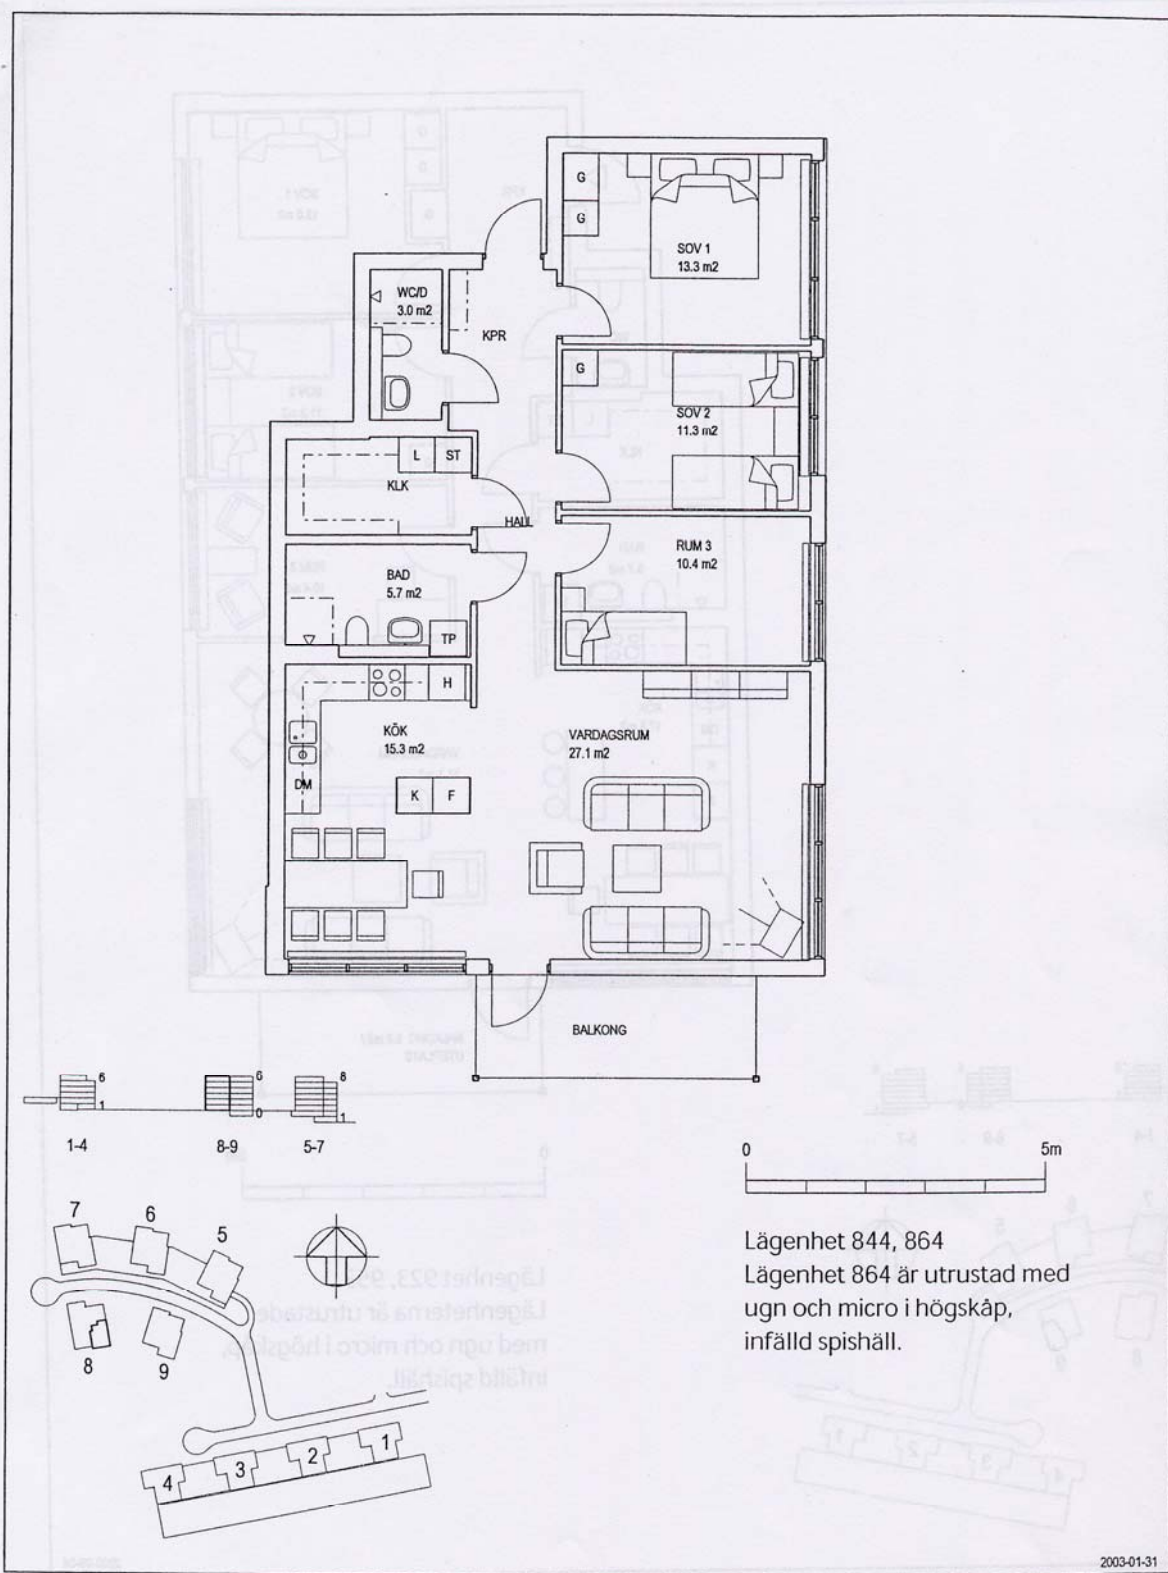 G
G
SOV 1
13.3 m2
WC/D
3.0 m2
KPR
G
SOV 2
11.3 m2
L
ST
KLK
HALL
RUM 3
10.4 m2
BAD
5.7 m2
TP
H
KÖK
15.3 m2
VARDAGSRUM
27.1 m2
DM
K
F
BALKONG
6
1
1-4
6
0
8-9
8
1
5-7
0
5m
7
6
5
8
9
4
3
2
1
Lägenhet 844, 864
Lägenhet 864 är utrustad med
ugn och micro i högskåp,
infälld spishäll.
2003-01-31